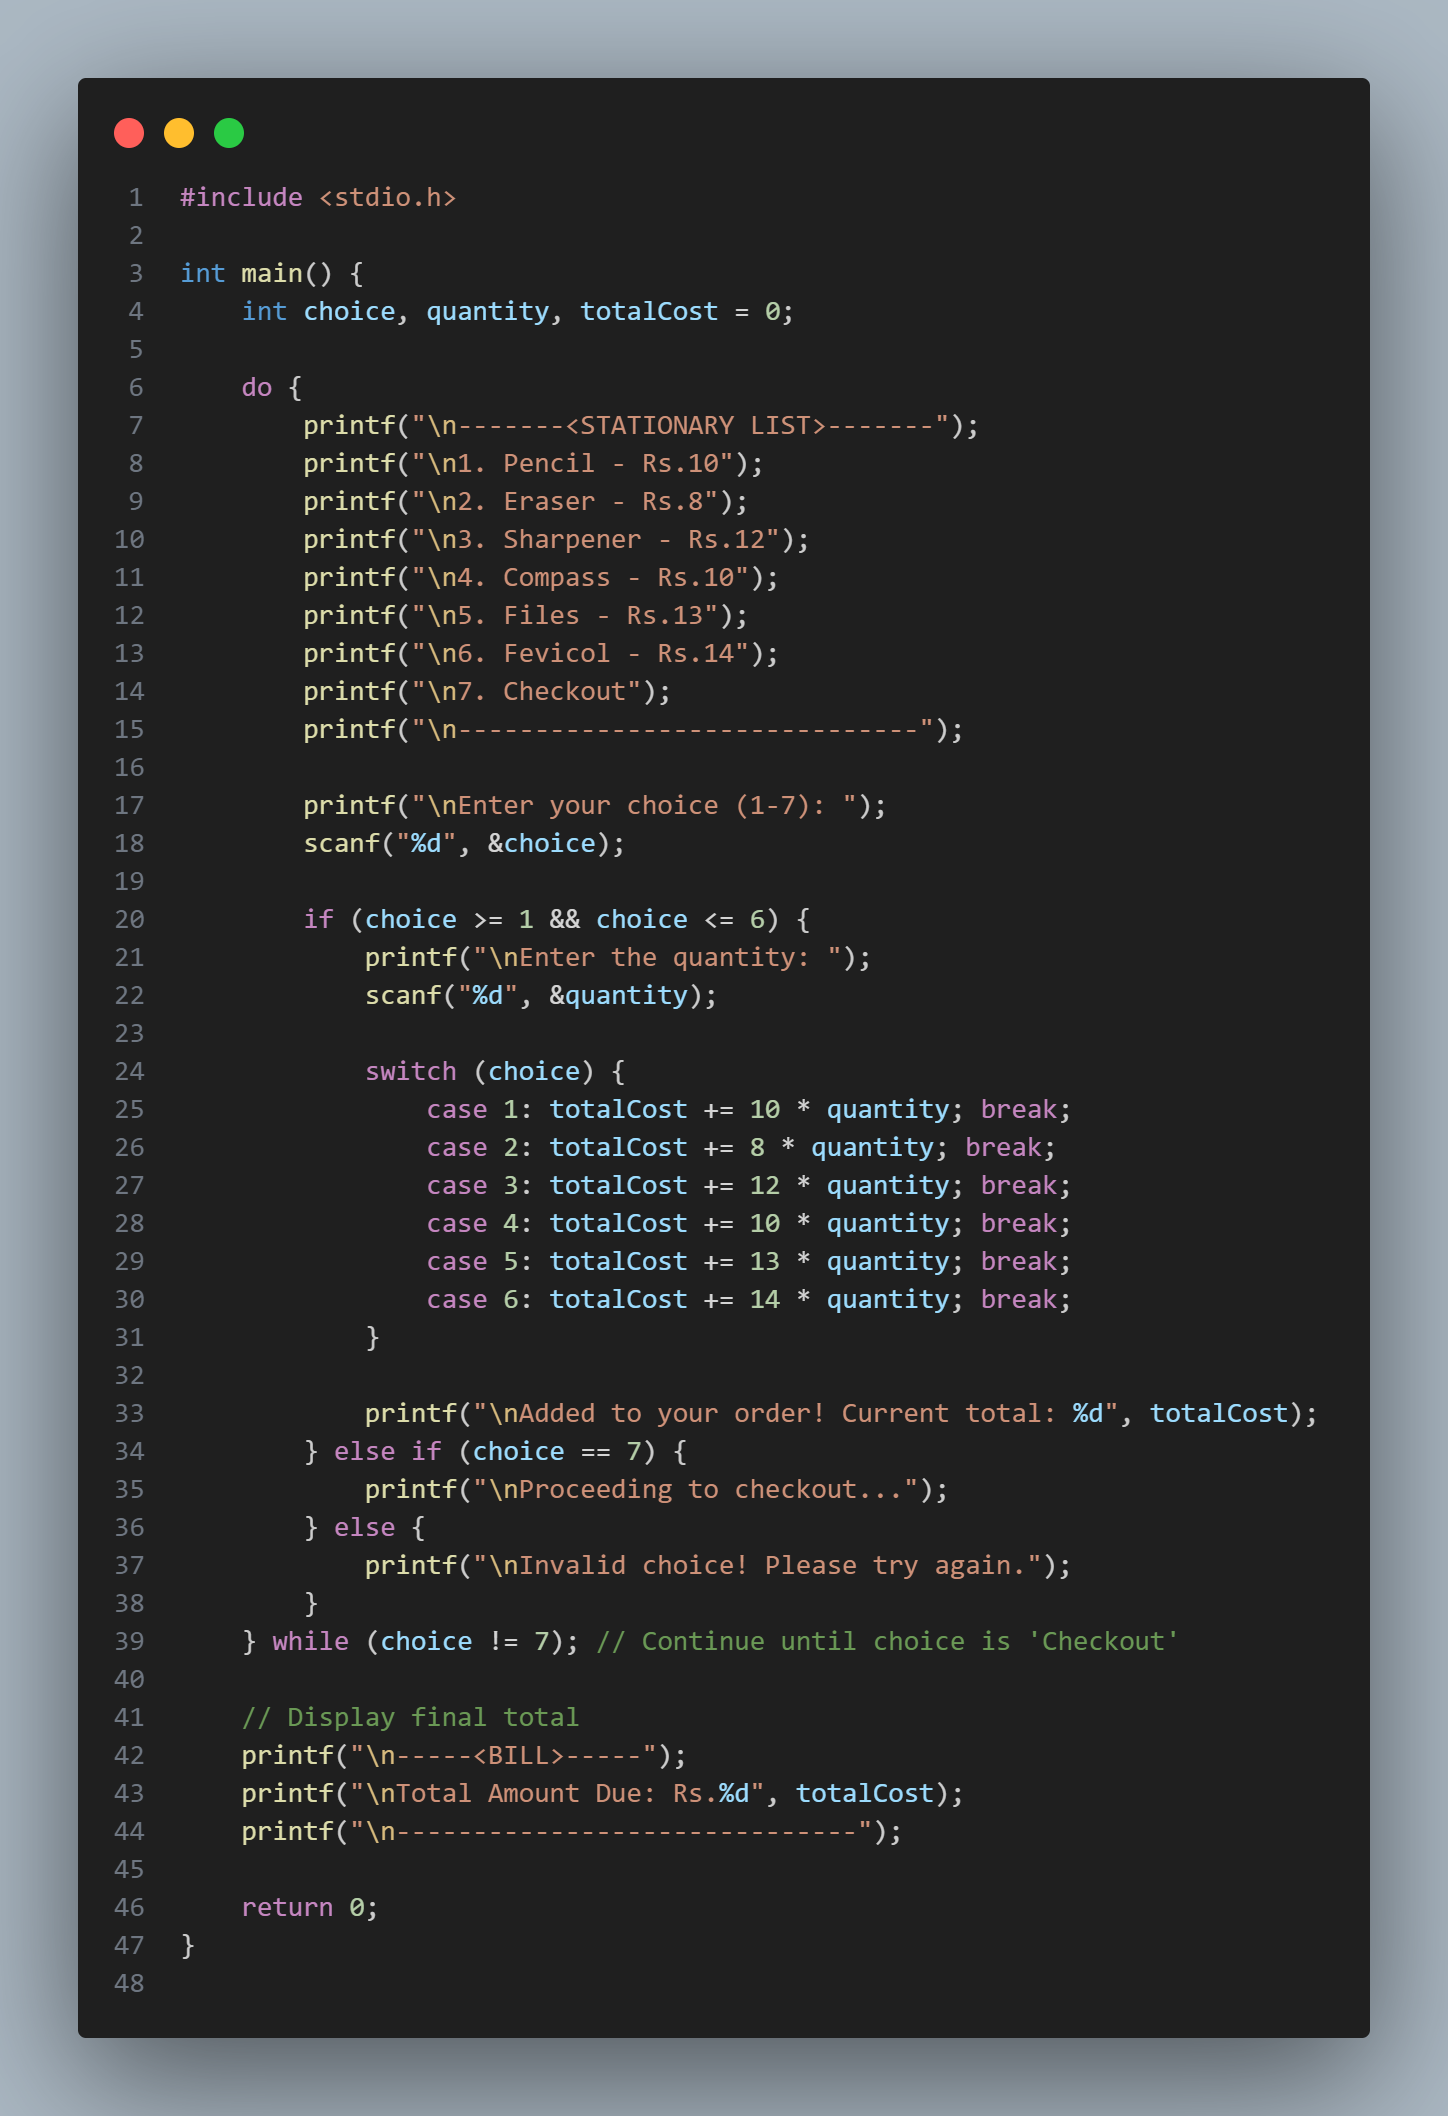 1 #include <stdio.h>
2
3 int main() {
4     int choice, quantity, totalCost = 0;
5
6     do {
7         printf("\n-------<STATIONARY LIST>-------");
8         printf("\n1. Pencil - Rs.10");
9         printf("\n2. Eraser - Rs.8");
10         printf("\n3. Sharpener - Rs.12");
11         printf("\n4. Compass - Rs.10");
12         printf("\n5. Files - Rs.13");
13         printf("\n6. Fevicol - Rs.14");
14         printf("\n7. Checkout");
15         printf("\n------------------------------");
16
17         printf("\nEnter your choice (1-7): ");
18         scanf("%d", &choice);
19
20         if (choice >= 1 && choice <= 6) {
21             printf("\nEnter the quantity: ");
22             scanf("%d", &quantity);
23
24             switch (choice) {
25                 case 1: totalCost += 10 * quantity; break;
26                 case 2: totalCost += 8 * quantity; break;
27                 case 3: totalCost += 12 * quantity; break;
28                 case 4: totalCost += 10 * quantity; break;
29                 case 5: totalCost += 13 * quantity; break;
30                 case 6: totalCost += 14 * quantity; break;
31             }
32
33             printf("\nAdded to your order! Current total: %d", totalCost);
34         } else if (choice == 7) {
35             printf("\nProceeding to checkout...");
36         } else {
37             printf("\nInvalid choice! Please try again.");
38         }
39     } while (choice != 7); // Continue until choice is 'Checkout'
40
41     // Display final total
42     printf("\n-----<BILL>-----");
43     printf("\nTotal Amount Due: Rs.%d", totalCost);
44     printf("\n------------------------------");
45
46     return 0;
47 }
48